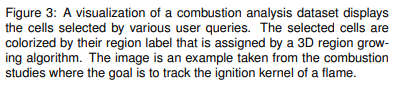 Figure 3: A visualization of a combustion analysis dataset displays
the cells selected by various user queries. The selected cells are
colorized by their region label that is assigned by a 3D region grow-
ing algorithm. The image is an example taken from the combustion
studies where the goal is to track the ignition kernel of a flame.